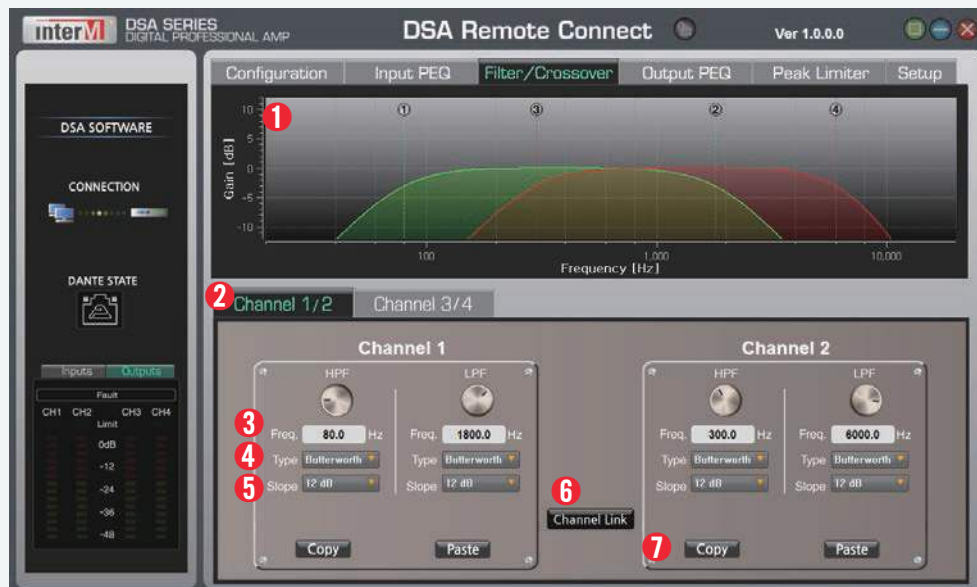 interM DSA SERIES
DIGITAL PROFESSIONAL AMP
DSA Remote Connect
Ver 1.0.0.0
Configuration Input PEQ Filter/Crossover Output PEQ Peak Limiter Setup
DSA SOFTWARE
CONNECTION
DANTE STATE
Inputs Outputs
Fault
CH1 CH2 CH3 CH4
Limit
0dB
-12
-24
-36
-48
1
① ③ ② ④
Gain [dB]
10
5
0
-5
-10
100 1,000 10,000
Frequency [Hz]
2
Channel 1/2 Channel 3/4
Channel 1
HPF LPF
3
Freq. 80.0 Hz Freq. 1800.0 Hz
4
Type Butterworth Type Butterworth
5
Slope 12 dB Slope 12 dB
Copy Paste
6
Channel Link
Channel 2
HPF LPF
Freq. 300.0 Hz Freq. 6000.0 Hz
Type Butterworth Type Butterworth
Slope 12 dB Slope 12 dB
7
Copy Paste